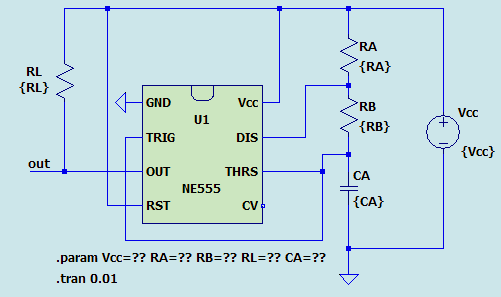 RA
{RA}
RL
{RL}
GND Vcc
U1
RB
{RB}
Vcc
{Vcc}
TRIG DIS
out
OUT THRS
CA
{CA}
NE555
RST CV
.param Vcc=?? RA=?? RB=?? RL=?? CA=??
.tran 0.01